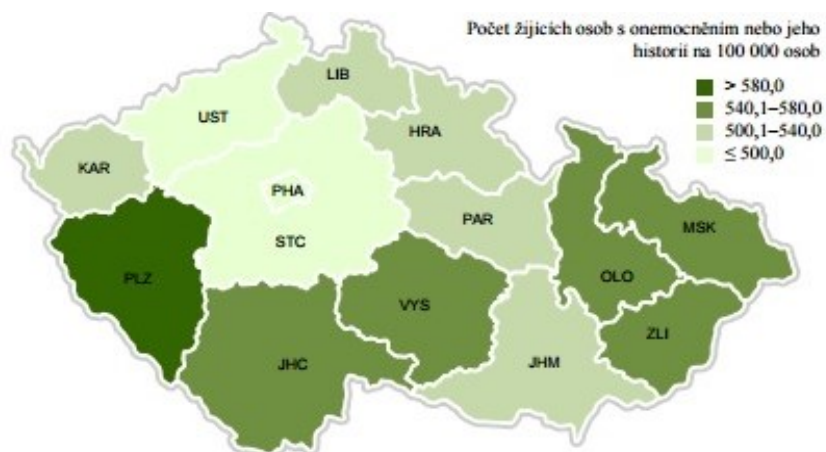 Počet žijících osob s onemocněním nebo jeho
historií na 100 000 osob
> 580,0
540,1–580,0
500,1–540,0
≤ 500,0
LIB
UST
HRA
KAR
PHA
PAR
STC
MSK
PLZ
OLO
VYS
ZLI
JHC
JHM